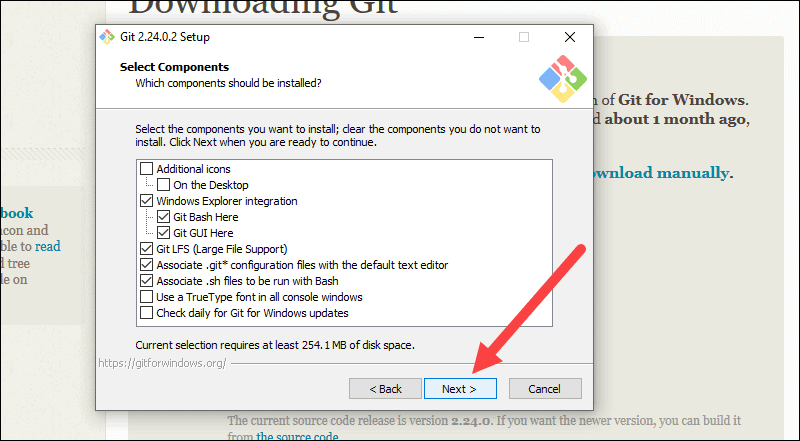 Downloading Git
Git 2.24.0.2 Setup
Select Components
Which components should be installed?
of Git for Windows.
about 1 month ago,
download manually.
book
and
ble to read
tree
le on
Select the components you want to install; clear the components you do not want to
install. Click Next when you are ready to continue.
Additional icons
On the Desktop
Windows Explorer integration
Git Bash Here
Git GUI Here
Git LFS (Large File Support)
Associate .git* configuration files with the default text editor
Associate .sh files to be run with Bash
Use a TrueType font in all console windows
Check daily for Git for Windows updates
Current selection requires at least 254.1 MB of disk space.
https://gitforwindows.org/
< Back
Next >
Cancel
The current source code release is version 2.24.0. If you want the newer version, you can build it
from the source code.